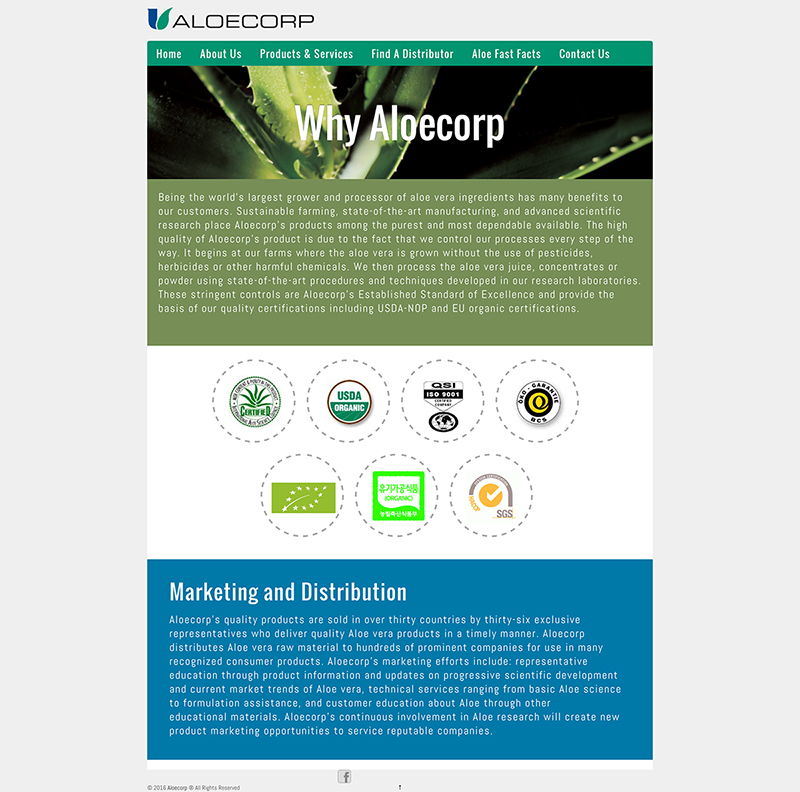 ALOECORP
Home About Us Products & Services Find A Distributor Aloe Fast Facts Contact Us
Why Aloecorp
Being the world's largest grower and processor of aloe vera ingredients has many benefits to
our customers. Sustainable farming, state-of-the-art manufacturing, and advanced scientific
research place Aloecorp's products among the purest and most dependable available. The high
quality of Aloecorp's product is due to the fact that we control our processes every step of the
way. It begins at our farms where the aloe vera is grown without the use of pesticides,
herbicides or other harmful chemicals. We then process the aloe vera juice, concentrates or
powder using state-of-the-art procedures and techniques developed in our research laboratories.
These stringent controls are Aloecorp's Established Standard of Excellence and provide the
basis of our quality certifications including USDA-NOP and EU organic certifications.
CERTIFIED
USDA
ORGANIC
QSI
ISO 9001
CERTIFIED
COMPANY
GARANTIE
BCS
유기가공식품
(ORGANIC)
농림축산식품부
HACCP
SGS
Marketing and Distribution
Aloecorp's quality products are sold in over thirty countries by thirty-six exclusive
representatives who deliver quality Aloe vera products in a timely manner. Aloecorp
distributes Aloe vera raw material to hundreds of prominent companies for use in many
recognized consumer products. Aloecorp's marketing efforts include: representative
education through product information and updates on progressive scientific development
and current market trends of Aloe vera, technical services ranging from basic Aloe science
to formulation assistance, and customer education about Aloe through other
educational materials. Aloecorp's continuous involvement in Aloe research will create new
product marketing opportunities to service reputable companies.
f
© 2016 Aloecorp ® All Rights Reserved ↑